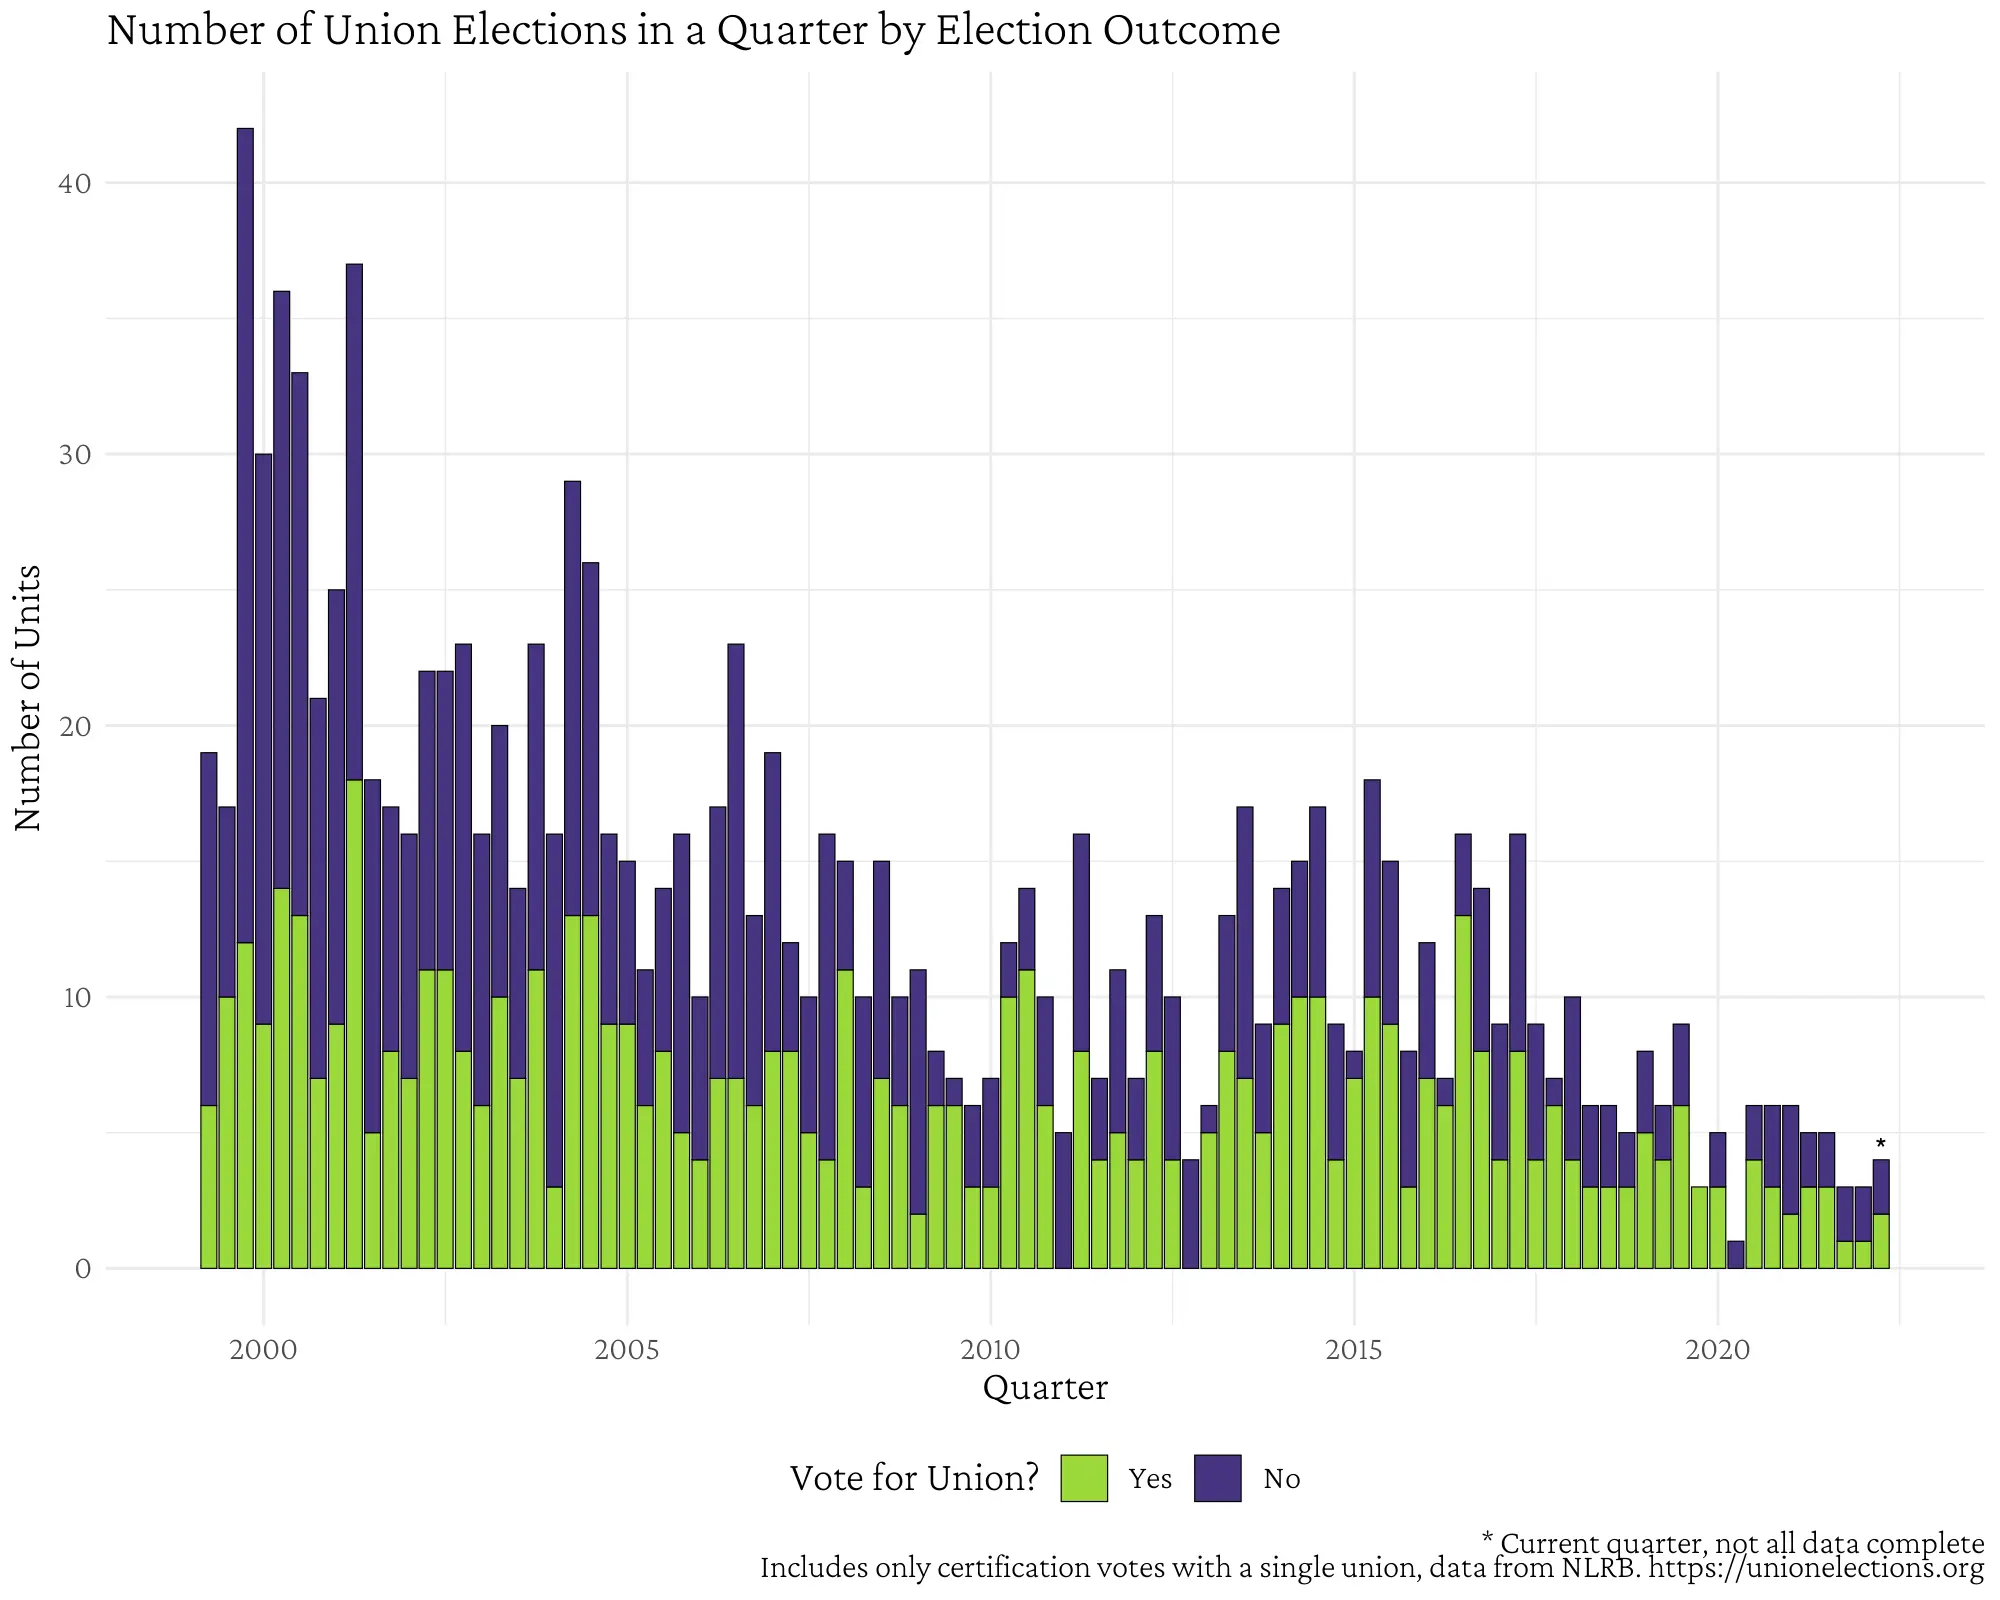 Number of Union Elections in a Quarter by Election Outcome
40
30
20
10
0
Number of Units
2000 2005 2010 2015 2020
Quarter
*
Vote for Union? Yes No
* Current quarter, not all data complete
Includes only certification votes with a single union, data from NLRB. https://unionelections.org